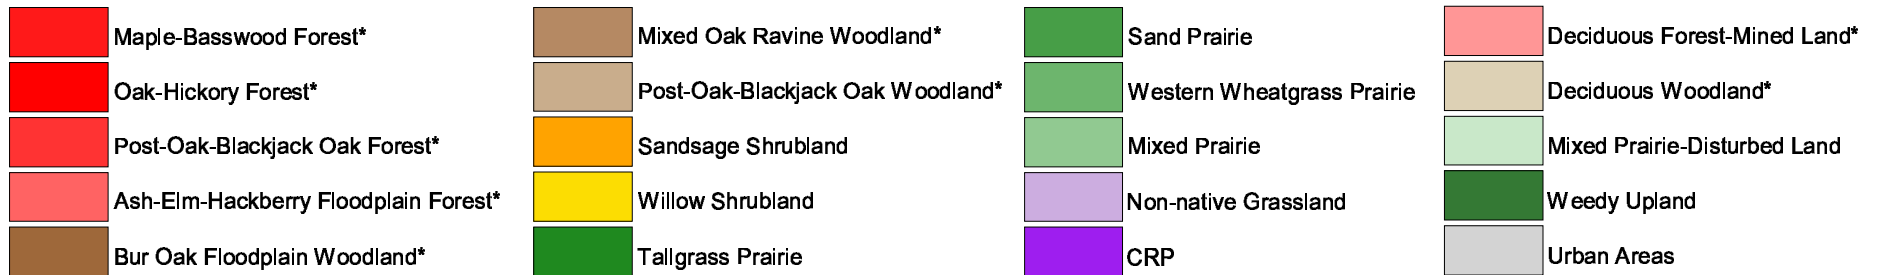 Maple-Basswood Forest*
Oak-Hickory Forest*
Post-Oak-Blackjack Oak Forest*
Ash-Elm-Hackberry Floodplain Forest*
Bur Oak Floodplain Woodland*
Mixed Oak Ravine Woodland*
Post-Oak-Blackjack Oak Woodland*
Sandsage Shrubland
Willow Shrubland
Tallgrass Prairie
Sand Prairie
Western Wheatgrass Prairie
Mixed Prairie
Non-native Grassland
CRP
Deciduous Forest-Mined Land*
Deciduous Woodland*
Mixed Prairie-Disturbed Land
Weedy Upland
Urban Areas